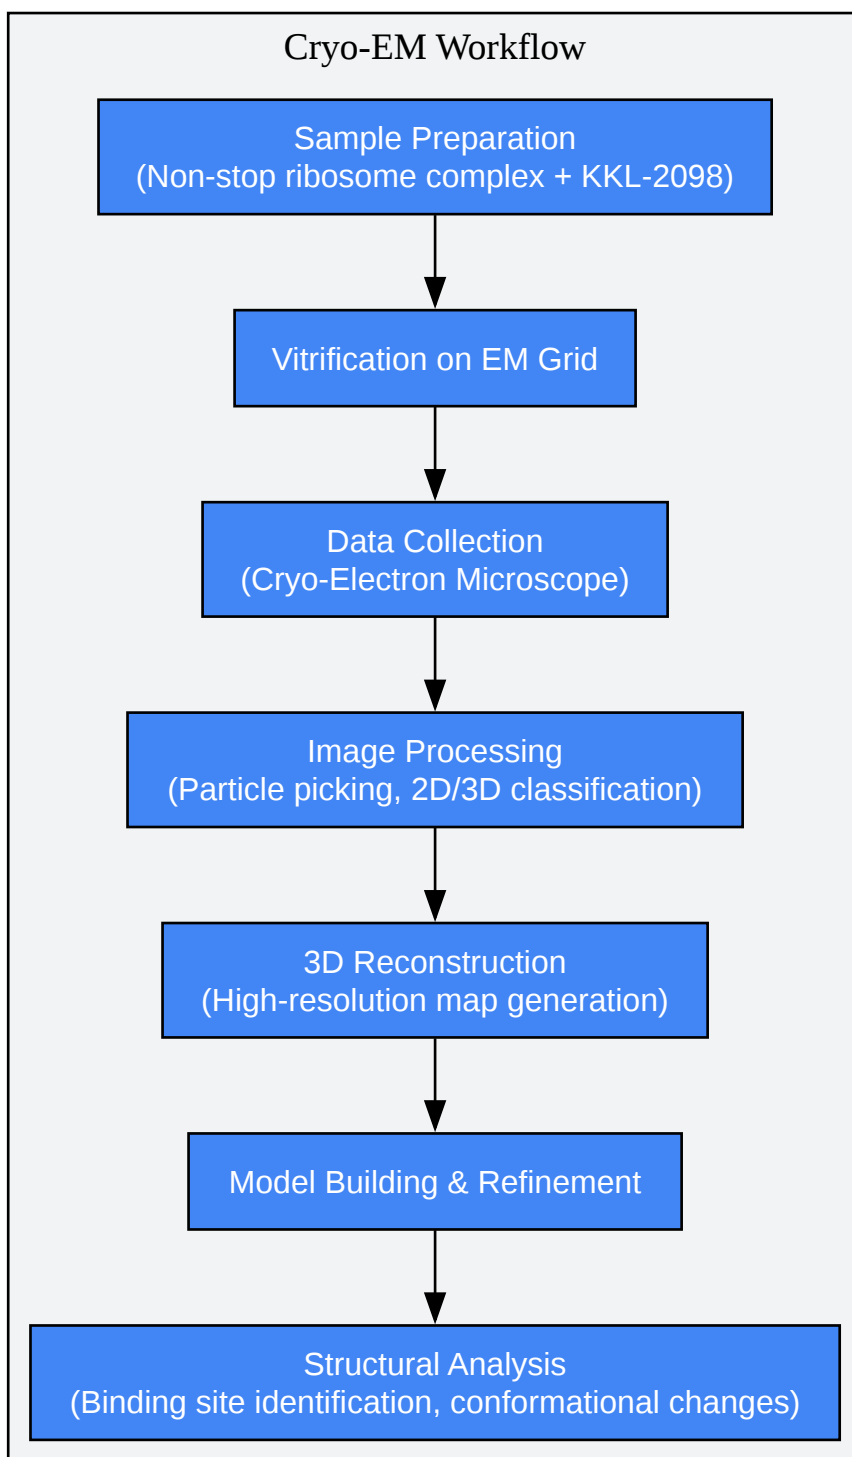 Cryo-EM Workflow
Sample Preparation
(Non-stop ribosome complex + KKL-2098)
Vitrification on EM Grid
Data Collection
(Cryo-Electron Microscope)
Image Processing
(Particle picking, 2D/3D classification)
3D Reconstruction
(High-resolution map generation)
Model Building & Refinement
Structural Analysis
(Binding site identification, conformational changes)